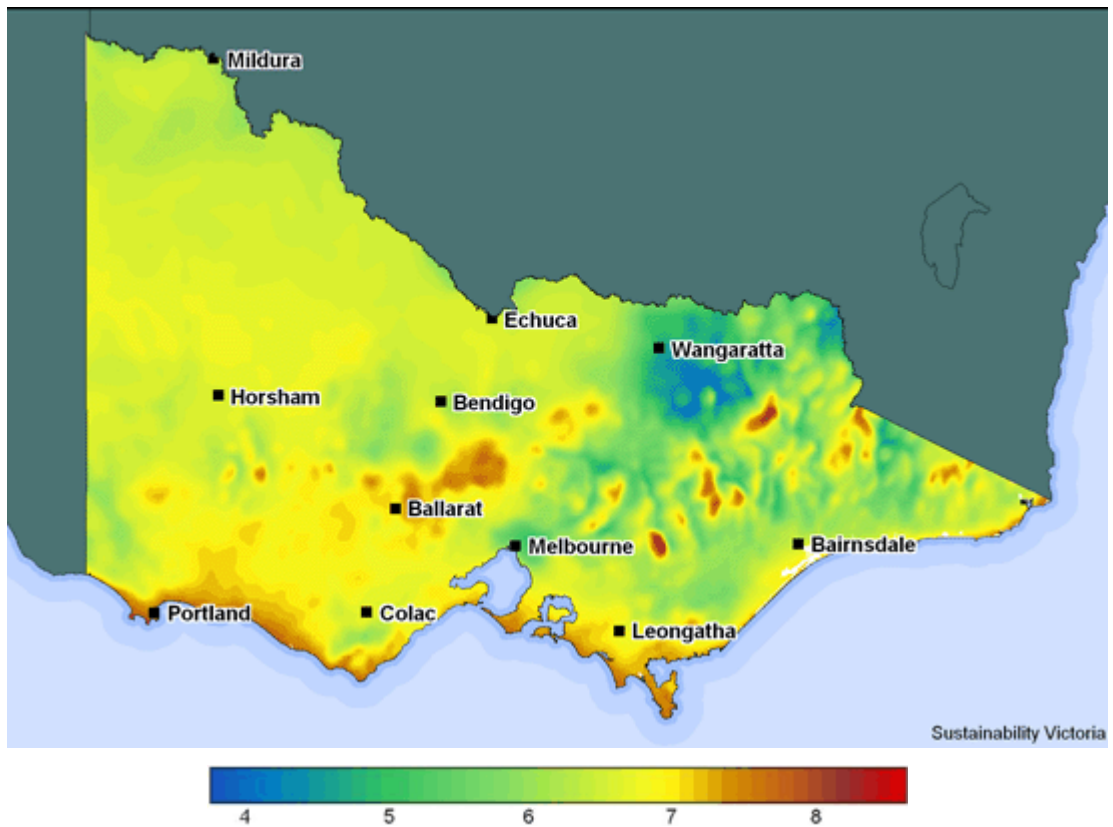 Mildura
Echuca
Wangaratta
Horsham
Bendigo
Ballarat
Melbourne
Bairnsdale
Portland
Colac
Leongatha
Sustainability Victoria
4 5 6 7 8